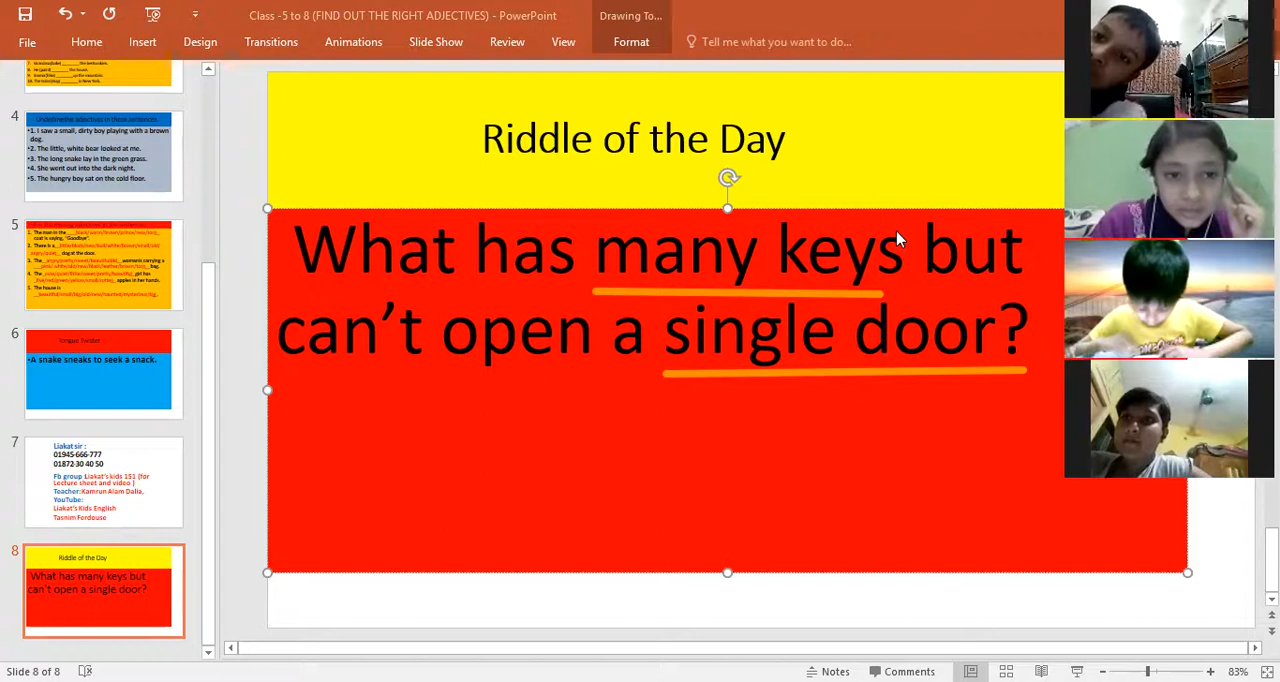 Class -5 to 8 (FIND OUT THE RIGHT ADJECTIVES) - PowerPoint
Drawing To...
File Home Insert Design Transitions Animations Slide Show Review View Format Tell me what you want to do...
4
Underline the adjectives in these sentences
•1. I saw a small, dirty boy playing with a brown
dog.
•2. The little, white bear looked at me.
•3. The long snake lay in the green grass.
•4. She went out into the dark night.
•5. The hungry boy sat on the cold floor.
5
6
Tongue Twister
•A snake sneaks to seek a snack.
7
Liakat sir :
01945-666-777
01872-30 40 50
Fb group Liakat's kids 151 (for
Lecture sheet and video )
Teacher: Kamrun Alam Dalia,
YouTube:
Liakat's Kids English
Tasnim Ferdouse
8
Riddle of the Day
What has many keys but
can't open a single door?
Riddle of the Day
What has many keys but
can't open a single door?
Slide 8 of 8
Notes Comments 83%